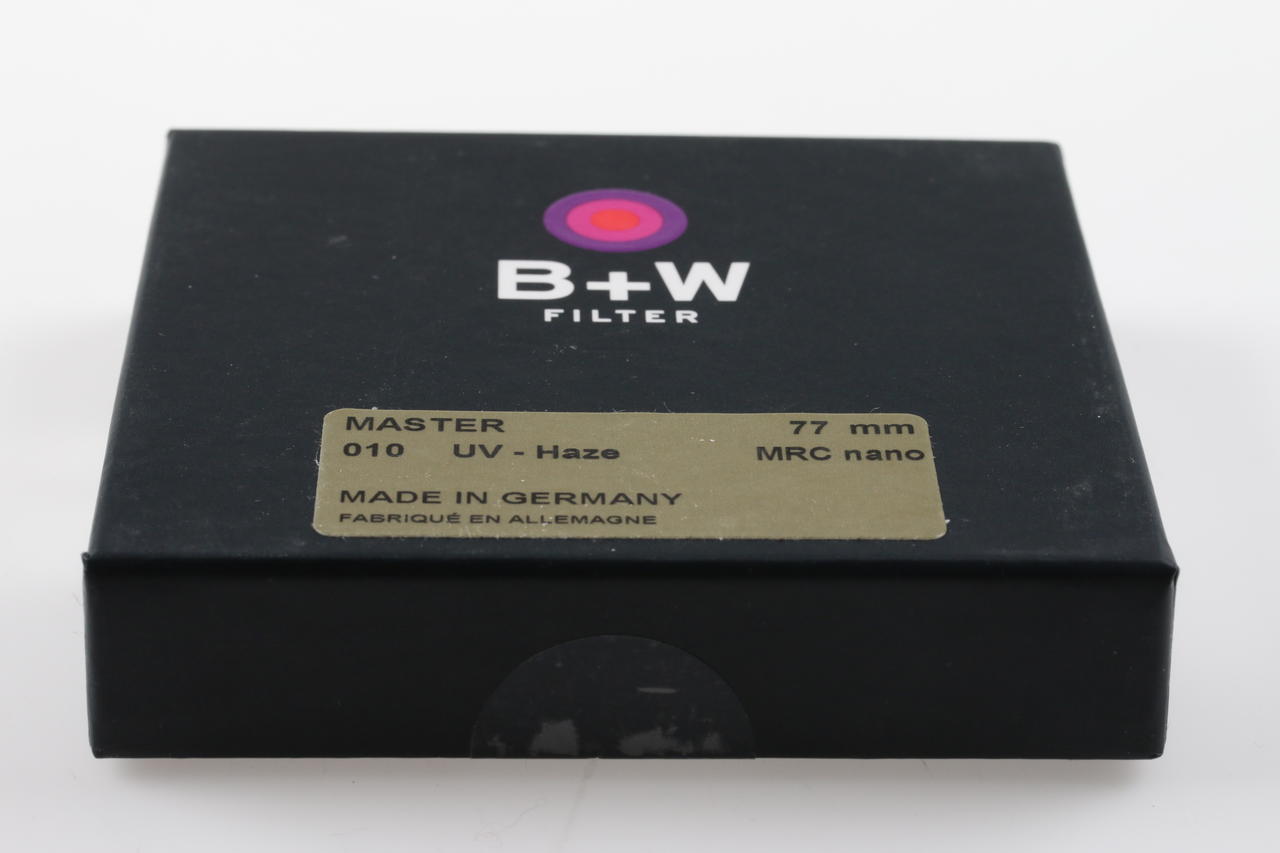 B+W
FILTER
MASTER 77 mm
010 UV - Haze MRC nano
MADE IN GERMANY
FABRIQUÉ EN ALLEMAGNE